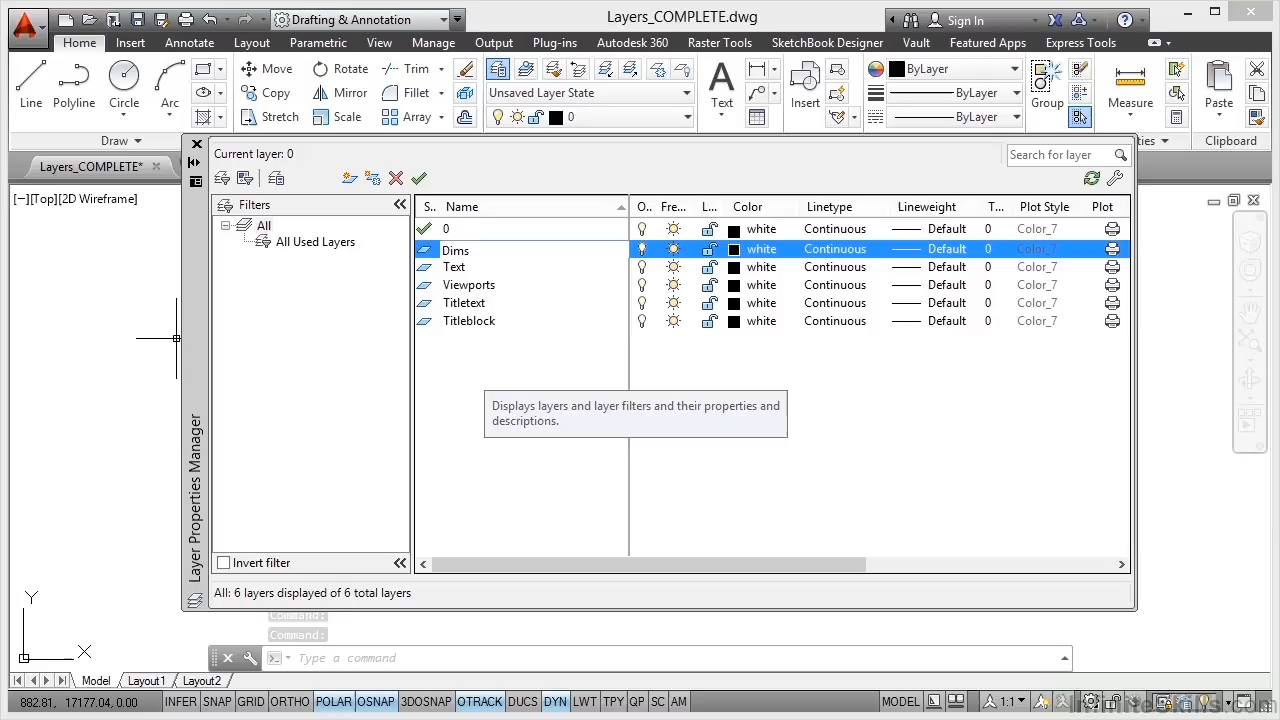 Drafting & Annotation
Layers_COMPLETE.dwg
Sign In
Home Insert Annotate Layout Parametric View Manage Output Plug-ins Autodesk 360 Raster Tools SketchBook Designer Vault Featured Apps Express Tools
Line Polyline Circle Arc
Move Rotate Trim
Copy Mirror Fillet
Stretch Scale Array
Unsaved Layer State
0
Text Insert
ByLayer
ByLayer
ByLayer
Group Measure Paste
Draw
Clipboard
Layers_COMPLETE*
Current layer: 0
Search for layer
[−][Top][2D Wireframe]
Filters
All
All Used Layers
S.. Name O.. Fre... L... Color Linetype Lineweight T... Plot Style Plot
0 white Continuous Default 0 Color_7
Dims white Continuous Default 0 Color_7
Text white Continuous Default 0 Color_7
Viewports white Continuous Default 0 Color_7
Titletext white Continuous Default 0 Color_7
Titleblock white Continuous Default 0 Color_7
Displays layers and layer filters and their properties and
descriptions.
Layer Properties Manager
Invert filter
All: 6 layers displayed of 6 total layers
Command:
Command:
Type a command
Y
X
Model Layout1 Layout2
882.81, 17177.04, 0.00 INFER SNAP GRID ORTHO POLAR OSNAP 3DOSNAP OTRACK DUCS DYN LWT TPY QP SC AM MODEL 1:1
InfiniteSkills.com